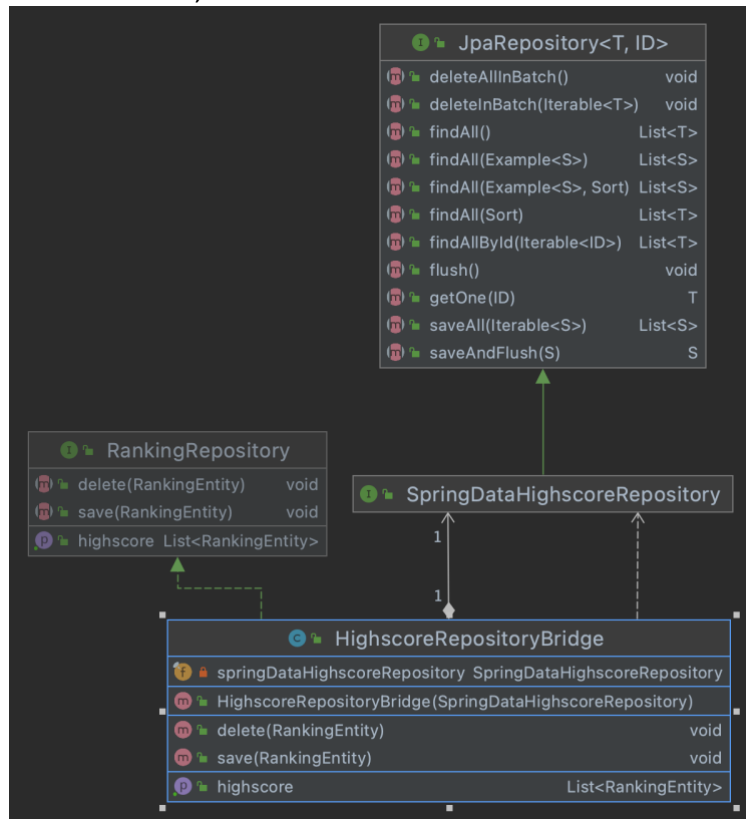 JpaRepository<T, ID>
deleteAllInBatch() void
deleteInBatch(Iterable<T>) void
findAll() List<T>
findAll(Example<S>) List<S>
findAll(Example<S>, Sort) List<S>
findAll(Sort) List<T>
findAllById(Iterable<ID>) List<T>
flush() void
getOne(ID) T
saveAll(Iterable<S>) List<S>
saveAndFlush(S) S
RankingRepository
delete(RankingEntity) void
save(RankingEntity) void
highscore List<RankingEntity>
SpringDataHighscoreRepository
1
1
HighscoreRepositoryBridge
springDataHighscoreRepository SpringDataHighscoreRepository
HighscoreRepositoryBridge(SpringDataHighscoreRepository)
delete(RankingEntity) void
save(RankingEntity) void
highscore List<RankingEntity>